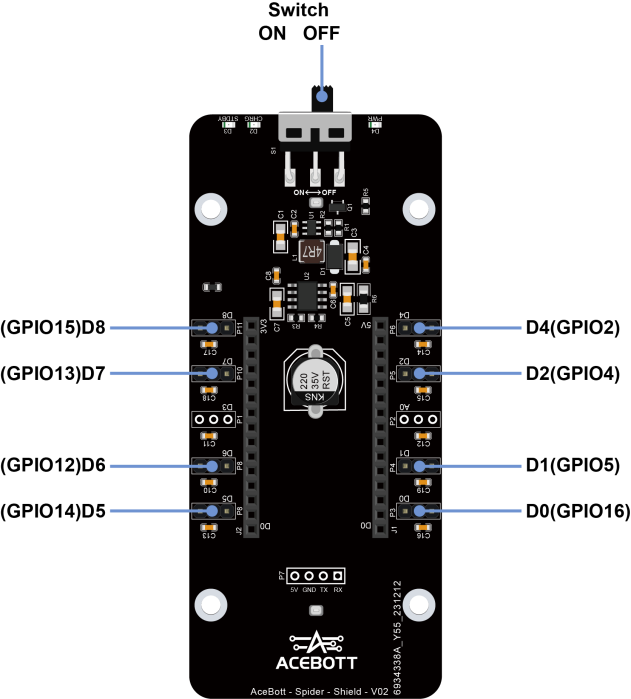 Switch
ON OFF
STDBY
D3
CHRG
D2
PWR
D4
S1
ON↔OFF
R5
Q1
C1
C2
U1
R2
R1
C3
C4
L1
4R7
D1
C8
U2
C6
C7
R3
R4
C5
R6
(GPIO15)D8
D8
P11
3V3
5V
D4
P6
D4(GPIO2)
C17
C14
(GPIO13)D7
D7
P10
220
35V
RST
KNS
D2
P5
D2(GPIO4)
C18
C15
D3
P1
A0
P2
C11
C12
(GPIO12)D6
D6
P8
D1
P4
D1(GPIO5)
C10
C19
(GPIO14)D5
D5
P8
D0
D0
D0
P3
D0(GPIO16)
C13
J2
J1
C16
P7
5V GND TX RX
6934338A_Y55_231212
ACEBOTT
AceBott - Spider - Shield - V02